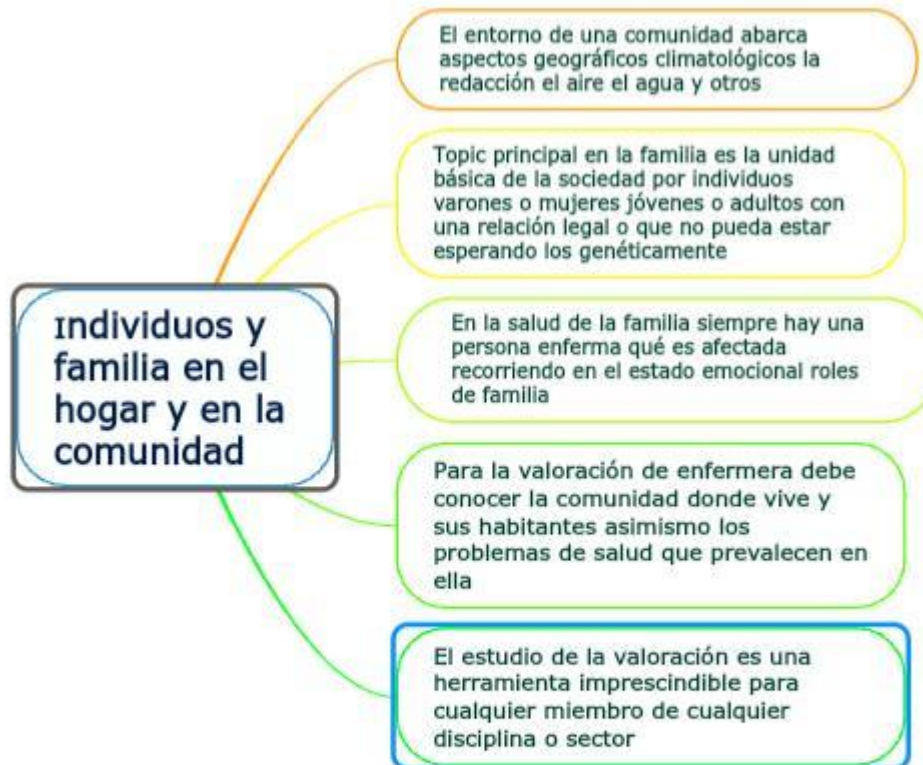 Individuos y
familia en el
hogar y en la
comunidad
El entorno de una comunidad abarca
aspectos geográficos climatológicos la
redacción el aire el agua y otros
Topic principal en la familia es la unidad
básica de la sociedad por individuos
varones o mujeres jóvenes o adultos con
una relación legal o que no pueda estar
esperando los genéticamente
En la salud de la familia siempre hay una
persona enferma qué es afectada
recorriendo en el estado emocional roles
de familia
Para la valoración de enfermera debe
conocer la comunidad donde vive y
sus habitantes asimismo los
problemas de salud que prevalecen en
ella
El estudio de la valoración es una
herramienta imprescindible para
cualquier miembro de cualquier
disciplina o sector